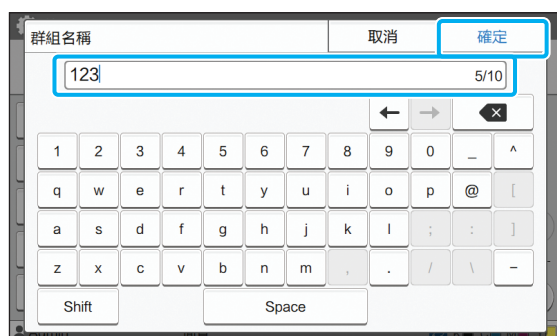 群組名稱 取消 確定
123 5/10
← → ×
1 2 3 4 5 6 7 8 9 0 _ ^
q w e r t y u i o p @ [
a s d f g h j k l ; : ]
z x c v b n m , . / \ −
Shift Space